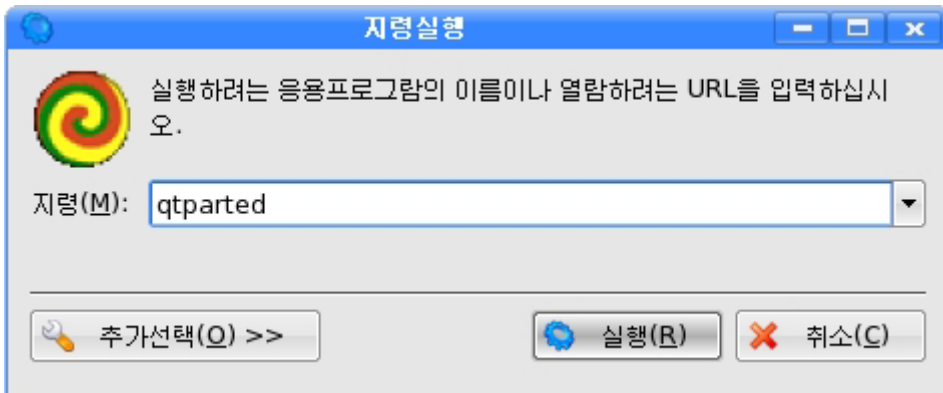 지령실행
실행하려는 응용프로그람의 이름이나 열람하려는 URL을 입력하십시
오.
지령(M): qtparted
추가선택(O) >> 실행(R) 취소(C)